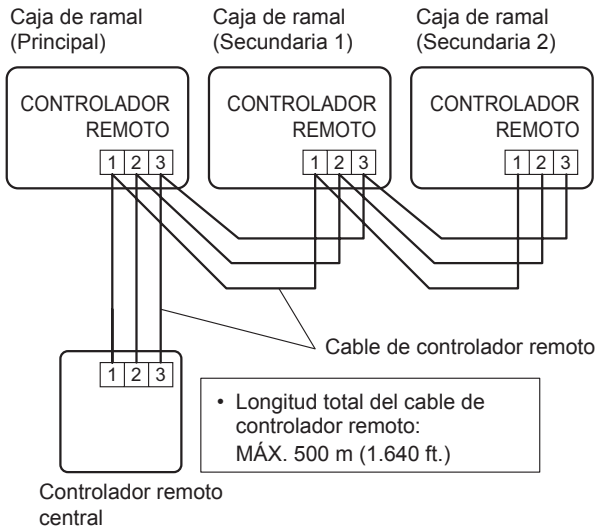 Caja de ramal
(Principal)
Caja de ramal
(Secundaria 1)
Caja de ramal
(Secundaria 2)
CONTROLADOR
REMOTO
1 2 3
CONTROLADOR
REMOTO
1 2 3
CONTROLADOR
REMOTO
1 2 3
Cable de controlador remoto
1 2 3
• Longitud total del cable de
controlador remoto:
MÁX. 500 m (1.640 ft.)
Controlador remoto
central